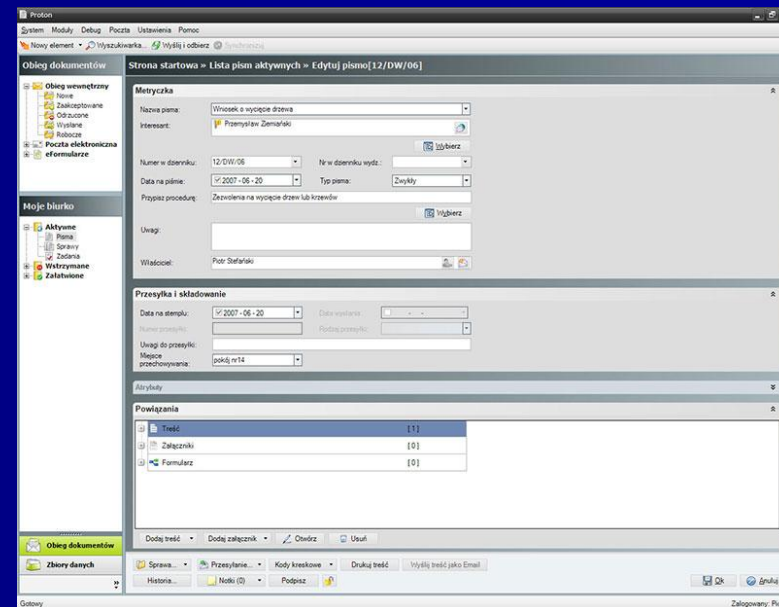 Proton
System Moduły Debug Poczta Ustawienia Pomoc
Nowy element Wyszukiwarka... Wyślij i odbierz Synchronizuj
Obieg dokumentów
Strona startowa » Lista pism aktywnych » Edytuj pismo[12/DW/06]
Obieg wewnętrzny
Nowe
Zaakceptowane
Odrzucone
Wysłane
Robocze
Poczta elektroniczna
eFormularze
Moje biurko
Aktywne
Pisma
Sprawy
Zadania
Wstrzymane
Załatwione
Metryczka
Nazwa pisma: Wniosek o wycięcie drzewa
Interesant: Przemysław Ziemiański
Wybierz
Numer w dzienniku: 12/DW/06 Nr w dzienniku wydz.:
Data na piśmie: 2007-06-20 Typ pisma: Zwykły
Przypisz procedurę: Zezwolenia na wycięcie drzew lub krzewów
Wybierz
Uwagi:
Właściciel: Piotr Stefański
Przesyłka i składowanie
Data na stemplu: 2007-06-20 Data wysłania:
Numer przesyłki: Rodzaj przesyłki:
Uwagi do przesyłki:
Miejsce
przechowywania: pokój nr14
Atrybuty
Powiązania
Treść [1]
Załączniki [0]
Formularz [0]
Dodaj treść Dodaj załącznik Otwórz Usuń
Obieg dokumentów
Zbiory danych
Sprawa... Przesyłanie... Kody kreskowe Drukuj treść Wyślij treść jako Email
Historia... Notki (0) Podpisz
Ok Anuluj
Gotowy
Zalogowany: Pi